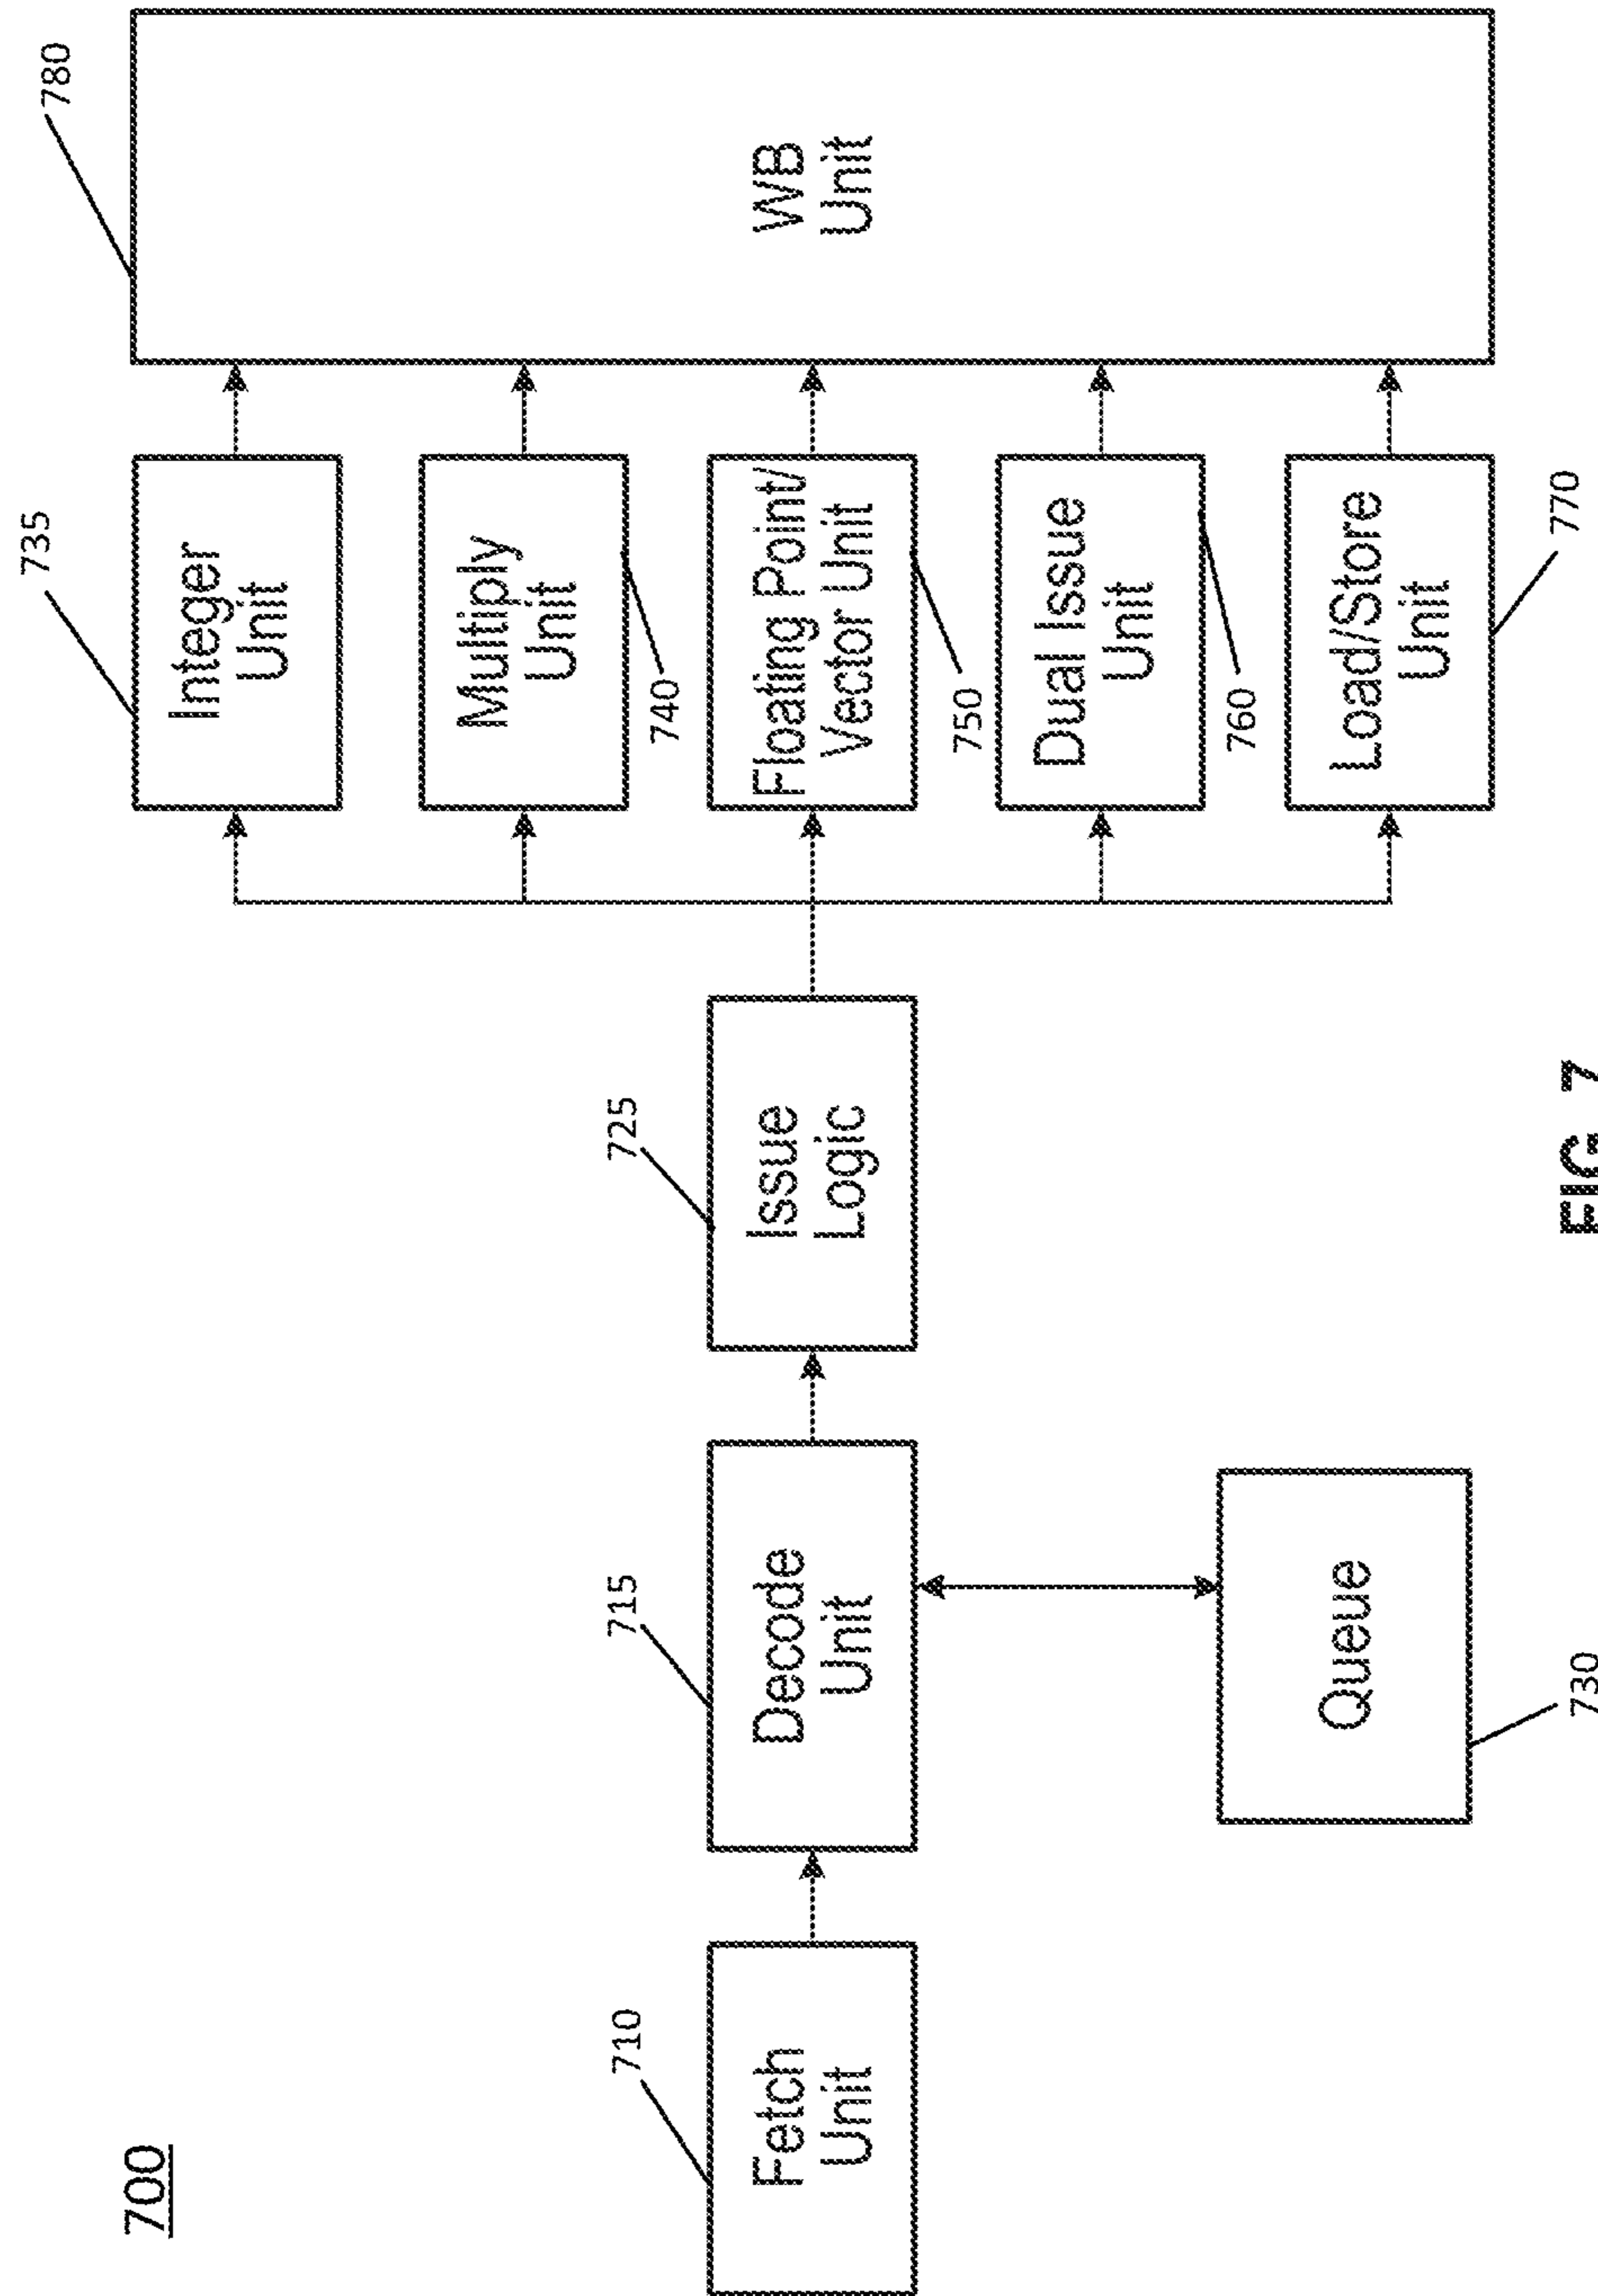 700
710
Fetch
Unit
715
Decode
Unit
Queue
730
725
Issue
Logic
735
Integer
Unit
Multiply
Unit
740
Floating Point/
Vector Unit
750
Dual Issue
Unit
760
Load/Store
Unit
770
780
WB
Unit
FIG. 7